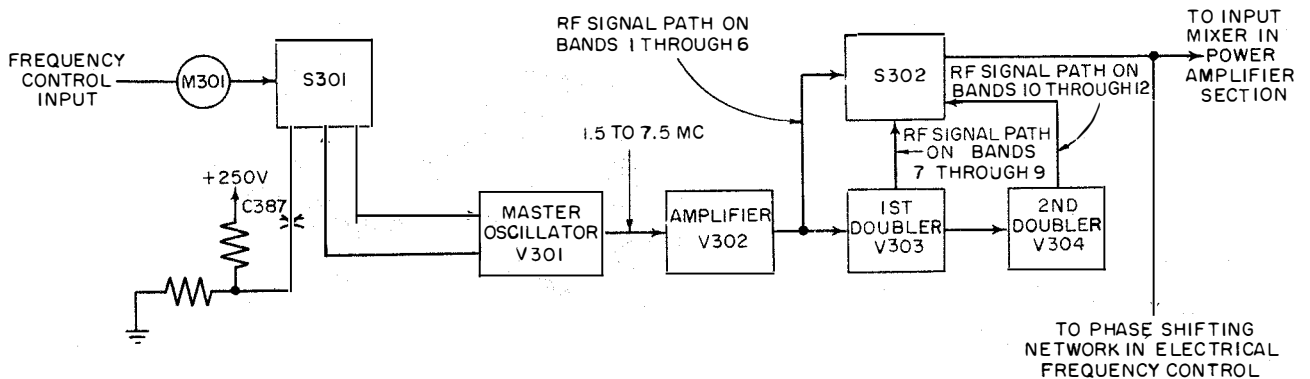 FREQUENCY
CONTROL
INPUT
M301
S301
+250V
C387
MASTER
OSCILLATOR
V301
1.5 TO 7.5 MC
AMPLIFIER
V302
RF SIGNAL PATH ON
BANDS 1 THROUGH 6
S302
RF SIGNAL PATH
ON BANDS
7 THROUGH 9
1ST
DOUBLER
V303
2ND
DOUBLER
V304
RF SIGNAL PATH ON
BANDS 10 THROUGH 12
TO INPUT
MIXER IN
POWER
AMPLIFIER
SECTION
TO PHASE SHIFTING
NETWORK IN ELECTRICAL
FREQUENCY CONTROL